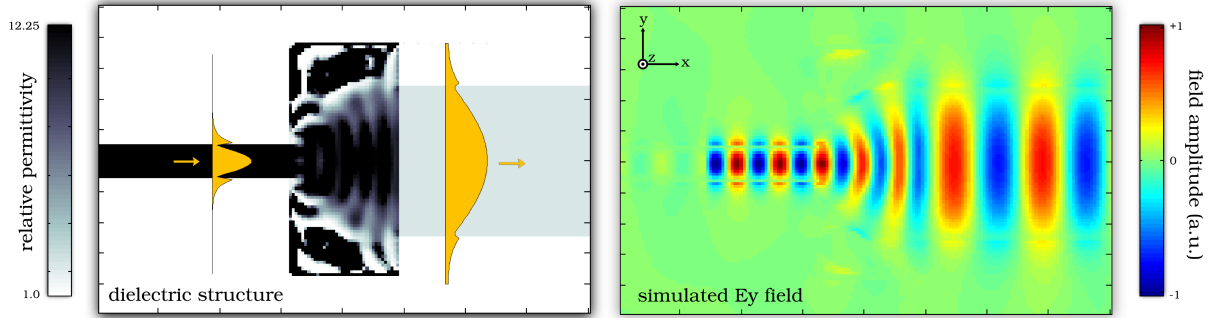 12.25
relative permittivity
1.0
dielectric structure
y
z
x
simulated Ey field
+1
0
-1
field amplitude (a.u.)